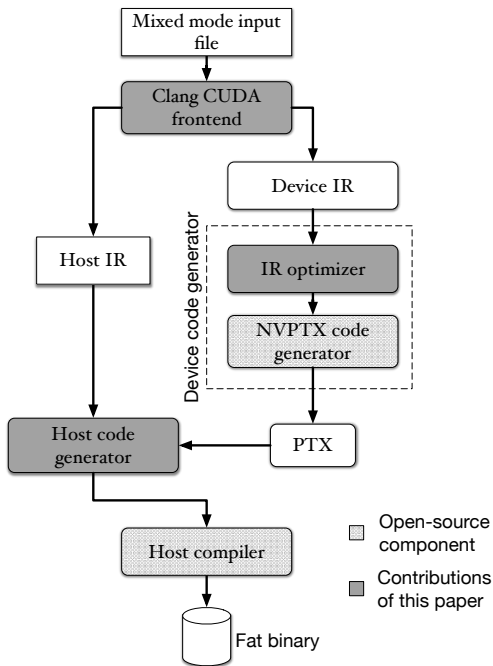 Mixed mode input
file
Clang CUDA
frontend
Device IR
Host IR
Device code generator
IR optimizer
NVPTX code
generator
Host code
generator
PTX
Host compiler
Fat binary
Open-source
component
Contributions
of this paper